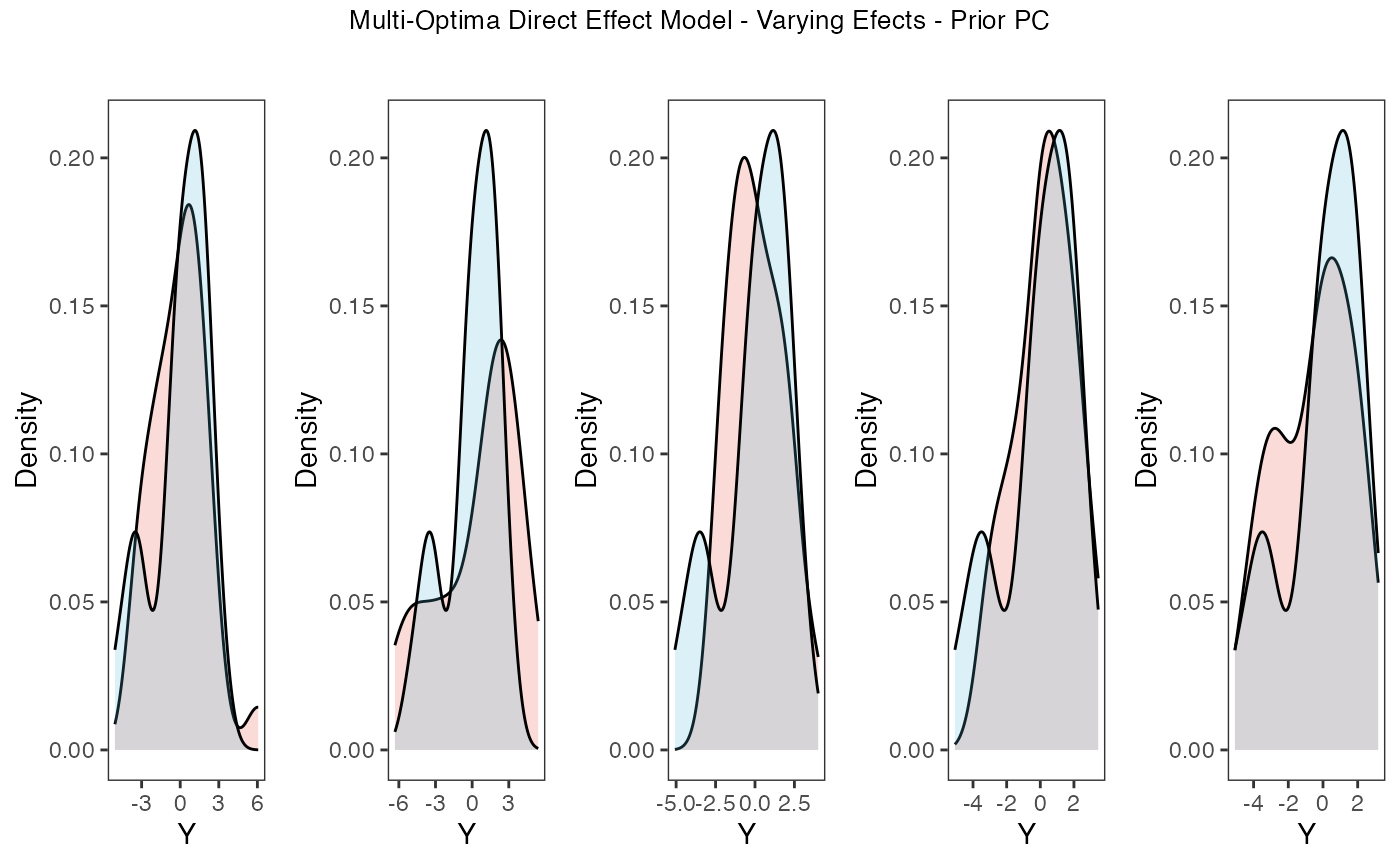 Multi-Optima Direct Effect Model - Varying Efects - Prior PC
0.20 0.20 0.20 0.20 0.20
0.15 0.15 0.15 0.15 0.15
Density Density Density Density Density
0.10 0.10 0.10 0.10 0.10
0.05 0.05 0.05 0.05 0.05
0.00 0.00 0.00 0.00 0.00
-3 0 3 6 -6 -3 0 3 -5.0 -2.5 0.0 2.5 -4 -2 0 2 -4 -2 0 2
Y Y Y Y Y